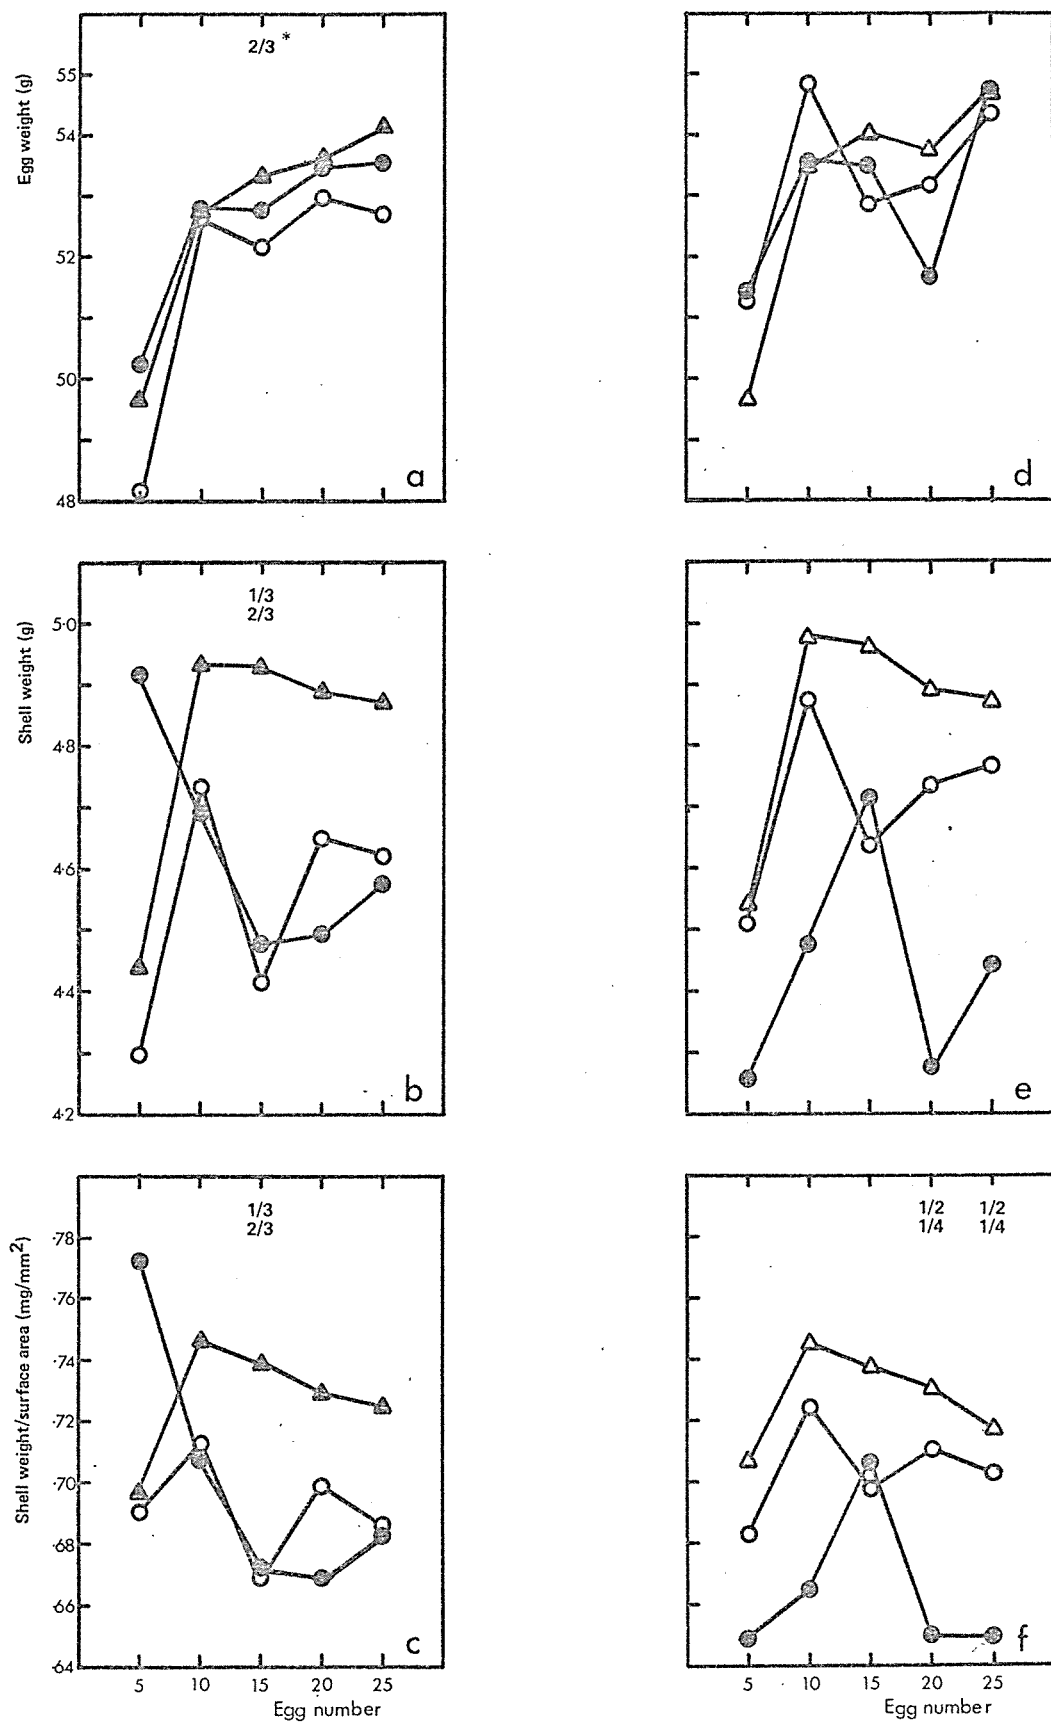 2/3 *
Egg weight (g)
55
54
52
50
48
a
d
1/3
2/3
Shell weight (g)
5·0
4·8
4·6
4·4
4·2
b
e
1/3
2/3
1/2 1/2
1/4 1/4
Shell weight/surface area (mg/mm2)
·78
·76
·74
·72
·70
·68
·66
·64
c
f
5 10 15 20 25
Egg number
5 10 15 20 25
Egg number